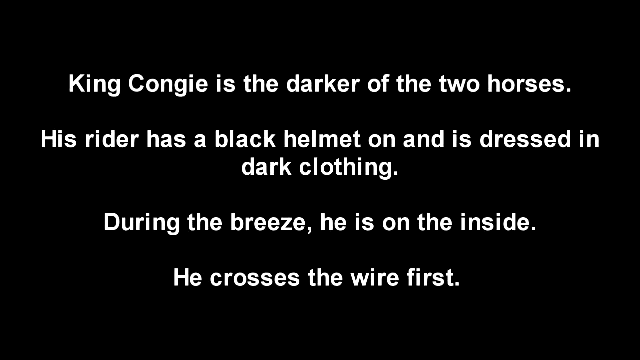 King Congie is the darker of the two horses.
His rider has a black helmet on and is dressed in
dark clothing.
During the breeze, he is on the inside.
He crosses the wire first.